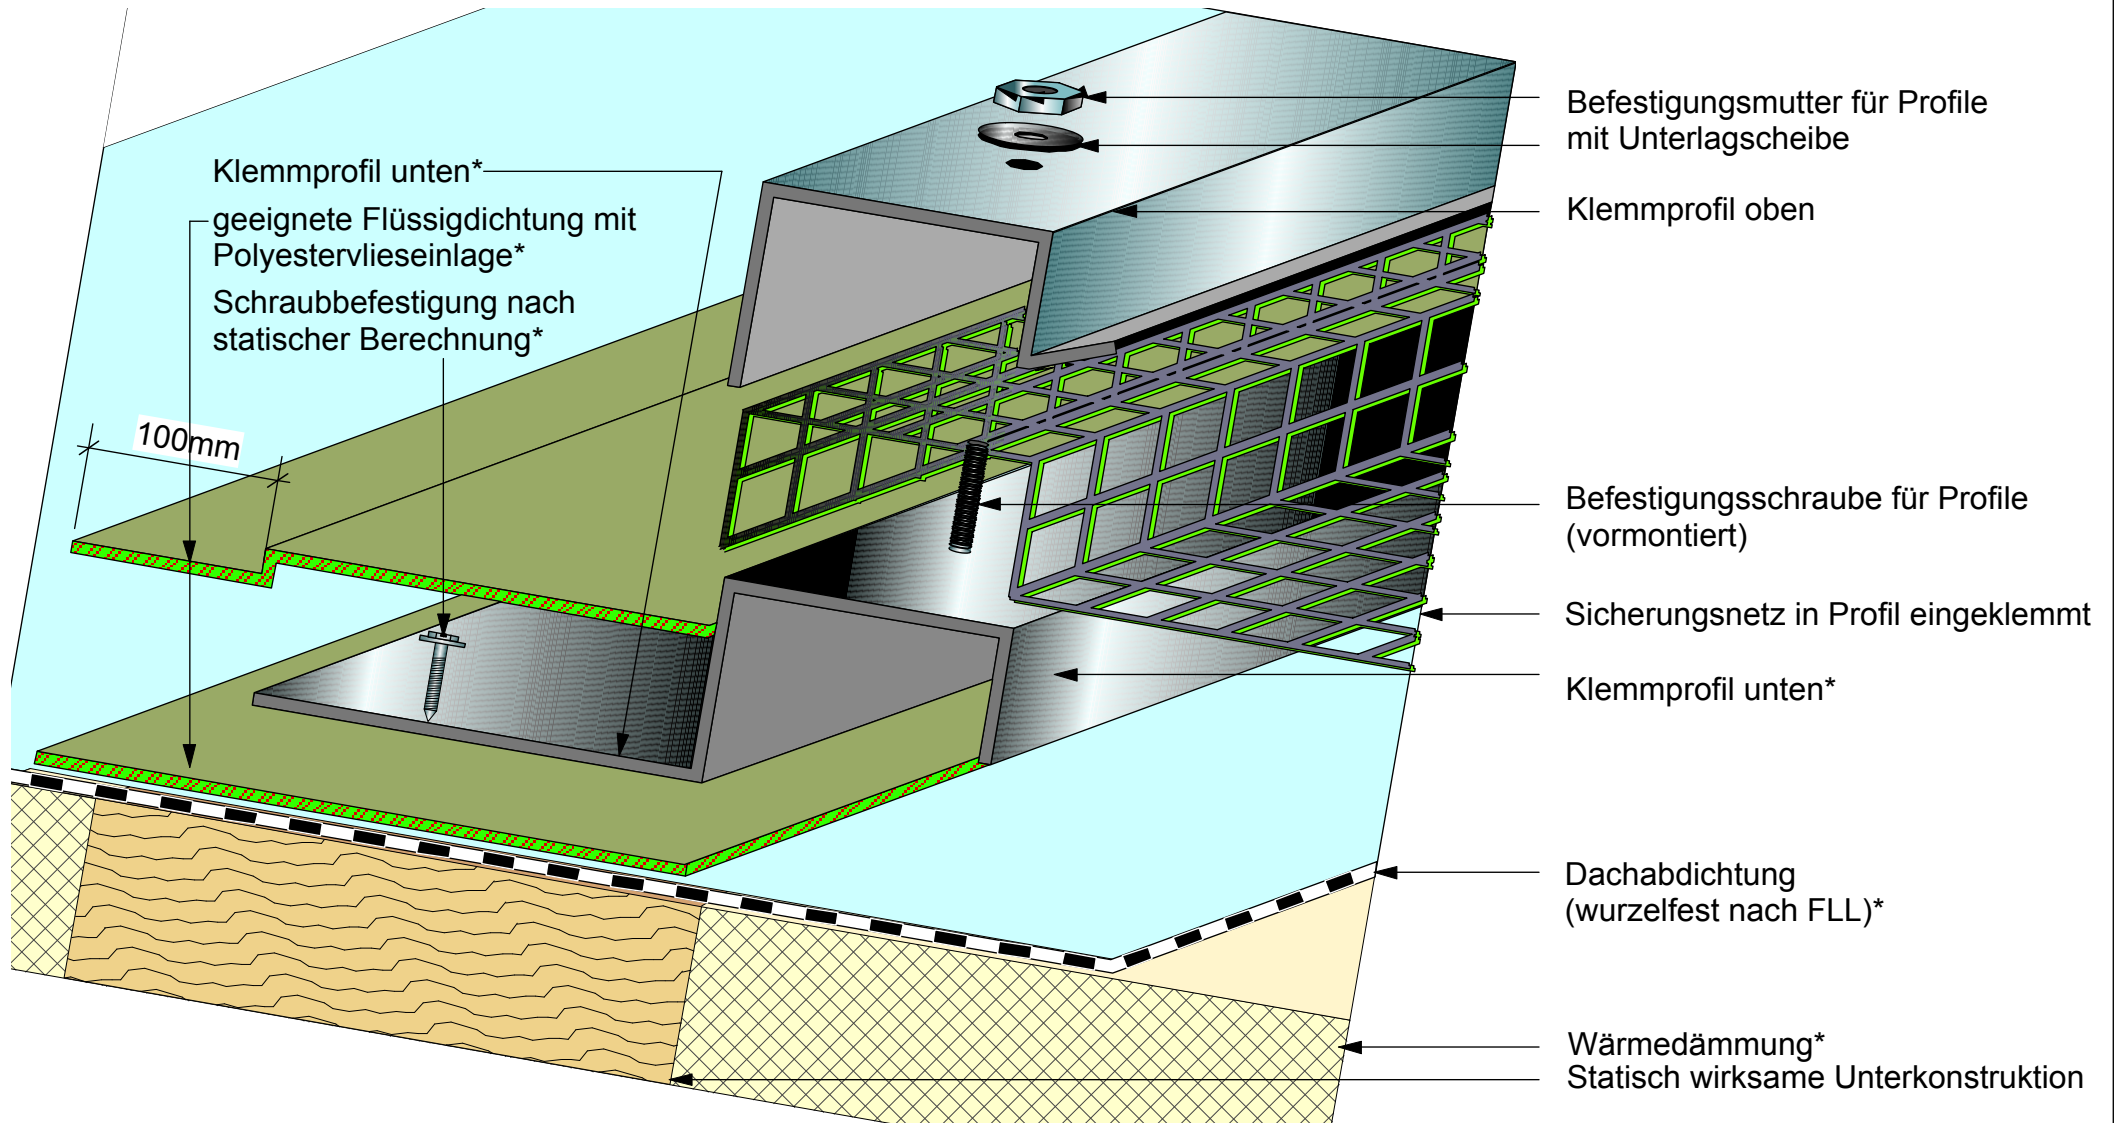 Klemmprofil unten*
geeignete Flüssigdichtung mit
Polyestervlieseinlage*
Schraubbefestigung nach
statischer Berechnung*
100mm
Befestigungsmutter für Profile
mit Unterlagscheibe
Klemmprofil oben
Befestigungsschraube für Profile
(vormontiert)
Sicherungsnetz in Profil eingeklemmt
Klemmprofil unten*
Dachabdichtung
(wurzelfest nach FLL)*
Wärmedämmung*
Statisch wirksame Unterkonstruktion